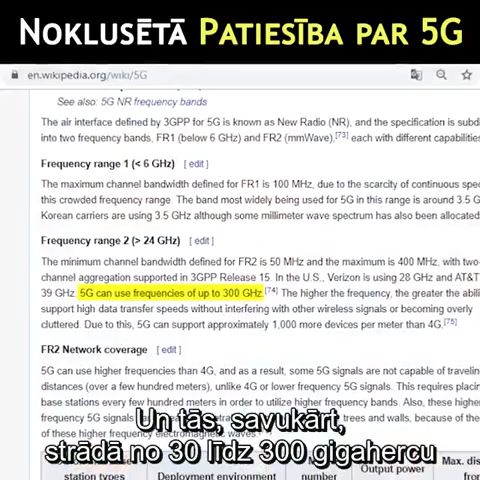 NOKLUSĒTĀ PATIESĪBA PAR 5G
en.wikipedia.org/wiki/5G
See also: 5G NR frequency bands
The air interface defined by 3GPP for 5G is known as New Radio (NR), and the specification is subdi
into two frequency bands, FR1 (below 6 GHz) and FR2 (mmWave),[73] each with different capabilities
Frequency range 1 (< 6 GHz) [ edit ]
The maximum channel bandwidth defined for FR1 is 100 MHz, due to the scarcity of continuous spe
this crowded frequency range. The band most widely being used for 5G in this range is around 3.5 G
Korean carriers are using 3.5 GHz although some millimeter wave spectrum has also been allocated
Frequency range 2 (> 24 GHz) [ edit ]
The minimum channel bandwidth defined for FR2 is 50 MHz and the maximum is 400 MHz, with two-
channel aggregation supported in 3GPP Release 15. In the U.S., Verizon is using 28 GHz and AT&T
39 GHz. 5G can use frequencies of up to 300 GHz.[74] The higher the frequency, the greater the abili
support high data transfer speeds without interfering with other wireless signals or becoming overly
cluttered. Due to this, 5G can support approximately 1,000 more devices per meter than 4G.[75]
FR2 Network coverage [ edit ]
5G can use higher frequencies than 4G, and as a result, some 5G signals are not capable of traveling
distances (over a few hundred meters), unlike 4G or lower frequency 5G signals. This requires placing
base stations every few hundred meters in order to utilize higher frequency bands. Also, these higher
frequency 5G signals trees and walls, because of the
Un tās, savukārt,
of these higher frequency electromagnetic waves.
strādā no 30 līdz 300 gigahercu
station types Deployment environment number Output power Max. dis